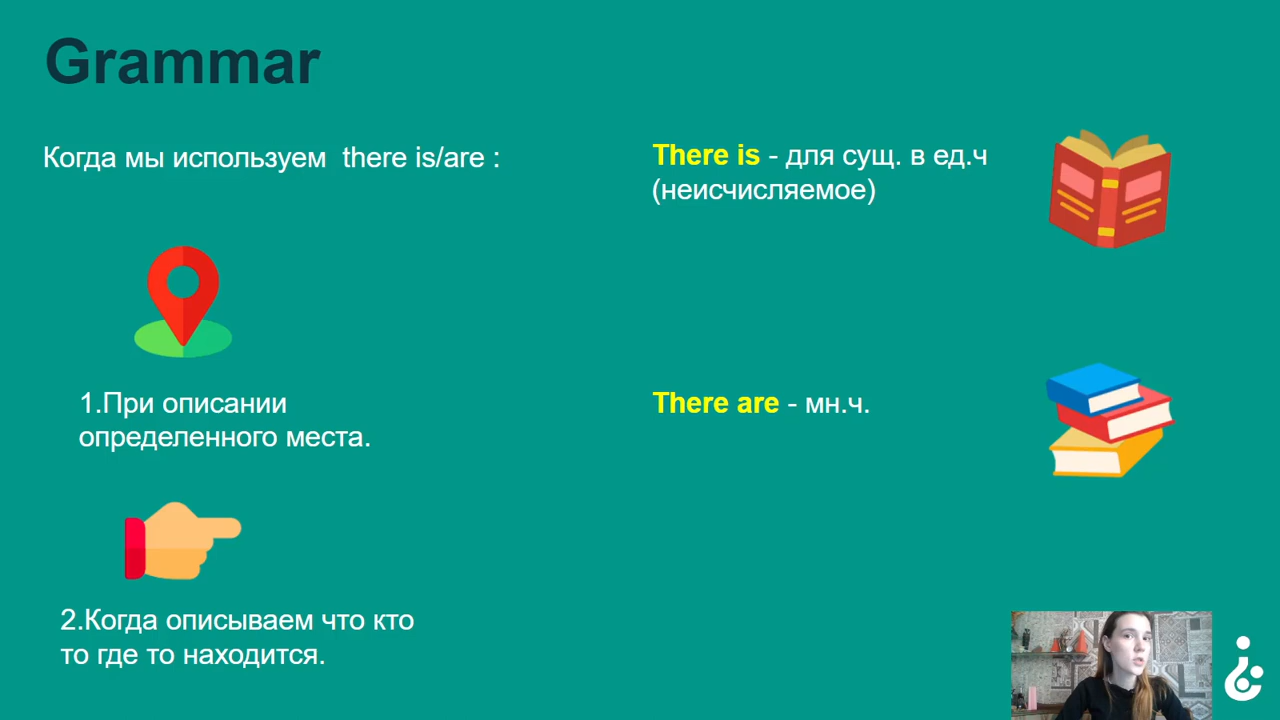 Grammar
Когда мы используем there is/are :
1.При описании
определенного места.
2.Когда описываем что кто
то где то находится.
There is - для сущ. в ед.ч
(неисчисляемое)
There are - мн.ч.